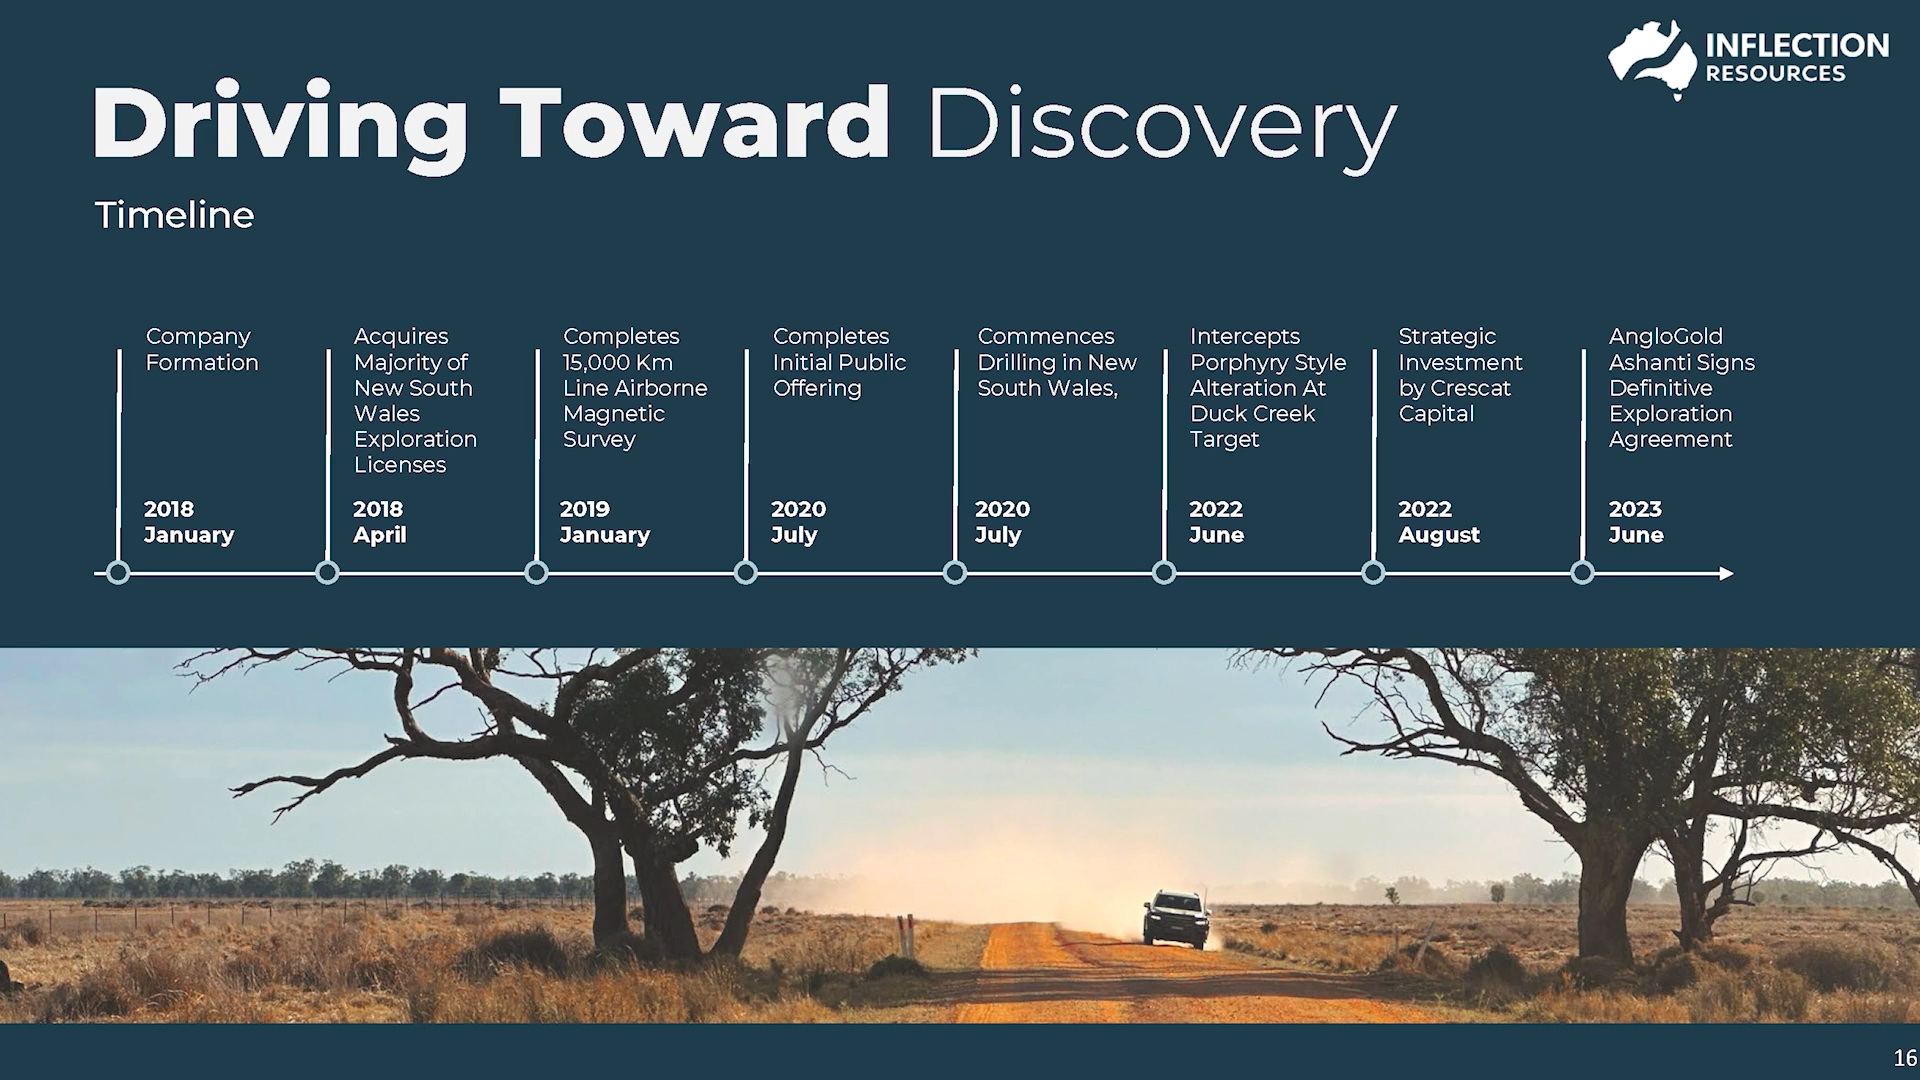 INFLECTION
RESOURCES
Driving Toward Discovery
Timeline
Company
Formation
2018
January
Acquires
Majority of
New South
Wales
Exploration
Licenses
2018
April
Completes
15,000 Km
Line Airborne
Magnetic
Survey
2019
January
Completes
Initial Public
Offering
2020
July
Commences
Drilling in New
South Wales,
2020
July
Intercepts
Porphyry Style
Alteration At
Duck Creek
Target
2022
June
Strategic
Investment
by Crescat
Capital
2022
August
AngloGold
Ashanti Signs
Definitive
Exploration
Agreement
2023
June
16